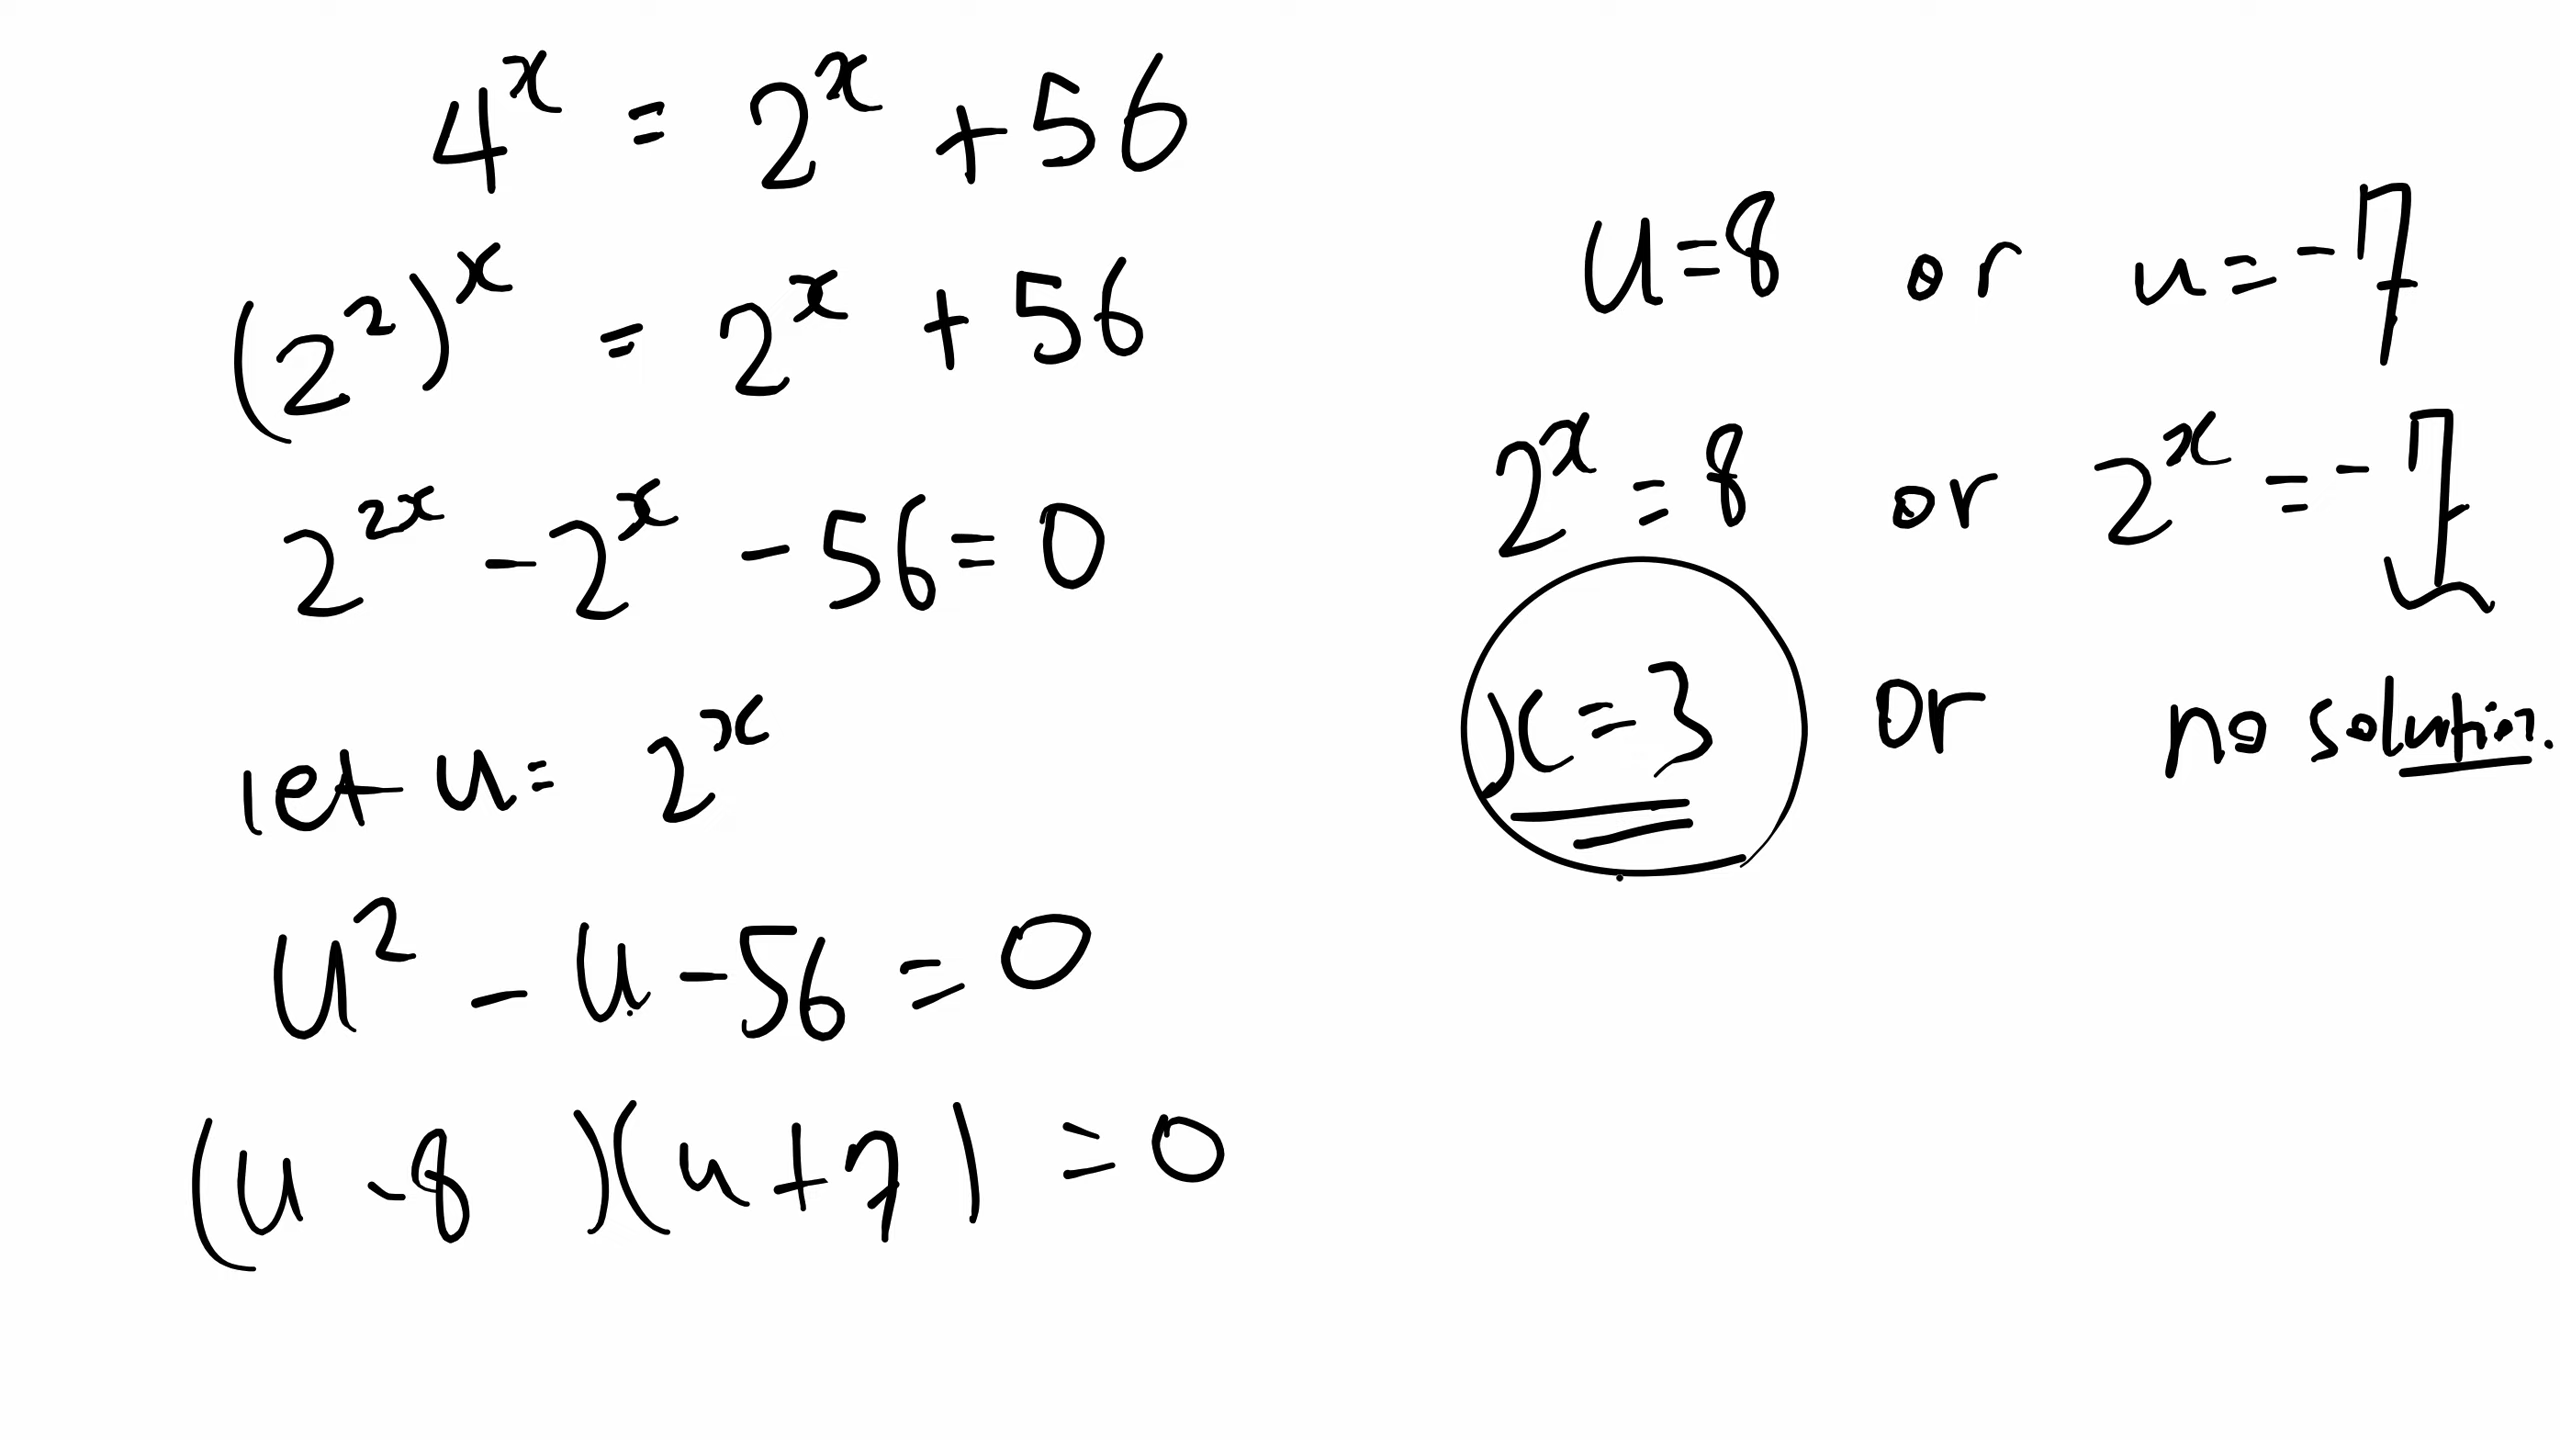 4^x = 2^x + 56
(2^2)^x = 2^x + 56
2^{2x} - 2^x - 56 = 0
let u = 2^x
u^2 - u - 56 = 0
(u - 8 )(u + 7) = 0
u = 8 or u = -7
2^x = 8 or 2^x = -7
x = 3 or no solution.